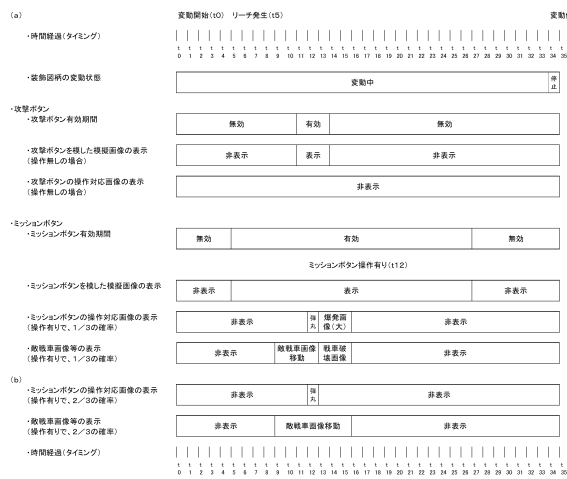 (a)
変動開始(t0) リーチ発生(t5)
・時間経過(タイミング)
t t t t t t t t t t t t t t t t t t t t t t t t t t t t t t t t t t t t
0 1 2 3 4 5 6 7 8 9 10 11 12 13 14 15 16 17 18 19 20 21 22 23 24 25 26 27 28 29 30 31 32 33 34 35
・装飾図柄の変動状態
変動中
停止
・攻撃ボタン
・攻撃ボタン有効期間
無効 有効 無効
・攻撃ボタンを模した模擬画像の表示
(操作無しの場合)
非表示 表示 非表示
・攻撃ボタンの操作対応画像の表示
(操作無しの場合)
非表示
・ミッションボタン
・ミッションボタン有効期間
無効 有効 無効
ミッションボタン操作有り(t12)
・ミッションボタンを模した模擬画像の表示
非表示 表示 非表示
・ミッションボタンの操作対応画像の表示
(操作有りで、1/3の確率)
非表示
弾丸
爆発画像(大)
非表示
・敵戦車画像等の表示
(操作有りで、1/3の確率)
非表示
敵戦車画像移動
戦車破壊画像
非表示
(b)
・ミッションボタンの操作対応画像の表示
(操作有りで、2/3の確率)
非表示
弾丸
非表示
・敵戦車画像等の表示
(操作有りで、2/3の確率)
非表示 敵戦車画像移動 非表示
・時間経過(タイミング)
t t t t t t t t t t t t t t t t t t t t t t t t t t t t t t t t t t t t
0 1 2 3 4 5 6 7 8 9 10 11 12 13 14 15 16 17 18 19 20 21 22 23 24 25 26 27 28 29 30 31 32 33 34 35